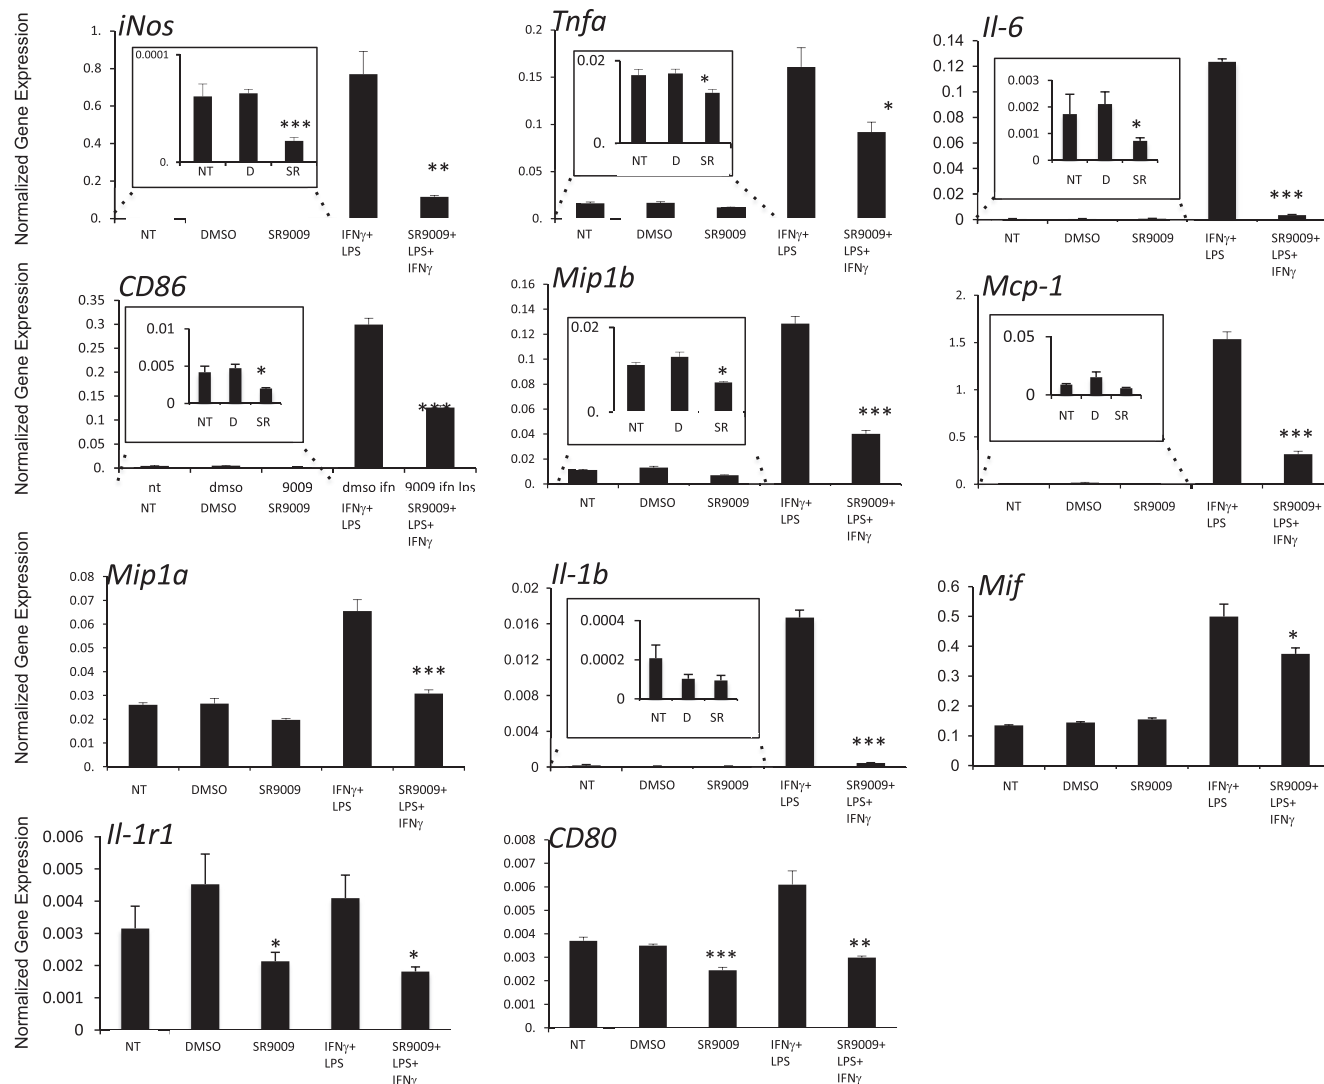 Normalized Gene Expression
iNos
1.
0.8
0.6
0.4
0.2
0.
0.0001
0.
***
NT D SR
**
NT DMSO SR9009 IFNγ+ SR9009+
LPS LPS+
IFNγ
Tnfa
0.2
0.15
0.1
0.05
0.
0.02
0.
*
NT D SR
*
NT DMSO SR9009 IFNγ+ SR9009+
LPS LPS+
IFNγ
Il-6
0.14
0.12
0.10
0.08
0.06
0.04
0.02
0
0.003
0.002
0.001
0
*
NT D SR
***
NT DMSO SR9009 IFNγ+ SR9009+
LPS LPS+
IFNγ
Normalized Gene Expression
CD86
0.35
0.3
0.25
0.2
0.15
0.1
0.05
0.
0.01
0.005
0
*
NT D SR
***
nt dmso 9009 dmso ifn 9009 ifn lps
NT DMSO SR9009 IFNγ+ SR9009+
LPS LPS+
IFNγ
Mip1b
0.16
0.14
0.12
0.1
0.08
0.06
0.04
0.02
0.
0.02
0.
*
NT D SR
***
NT DMSO SR9009 IFNγ+ SR9009+
LPS LPS+
IFNγ
Mcp-1
2.
1.5
1.
0.5
0.
0.05
0
NT D SR
***
NT DMSO SR9009 IFNγ+ SR9009+
LPS LPS+
IFNγ
Normalized Gene Expression
Mip1a
0.08
0.07
0.06
0.05
0.04
0.03
0.02
0.01
0.
***
NT DMSO SR9009 IFNγ+ SR9009+
LPS LPS+
IFNγ
Il-1b
0.02
0.016
0.012
0.008
0.004
0
0.0004
0.0002
0
NT D SR
***
NT DMSO SR9009 IFNγ+ SR9009+
LPS LPS+
IFNγ
Mif
0.6
0.5
0.4
0.3
0.2
0.1
0
*
NT DMSO SR9009 IFNγ+ SR9009+
LPS LPS+
IFNγ
Normalized Gene Expression
Il-1r1
0.006
0.005
0.004
0.003
0.002
0.001
0
*
*
NT DMSO SR9009 IFNγ+ SR9009+
LPS LPS+
IFNγ
CD80
0.008
0.007
0.006
0.005
0.004
0.003
0.002
0.001
0.
***
**
NT DMSO SR9009 IFNγ+ SR9009+
LPS LPS+
IFNγ